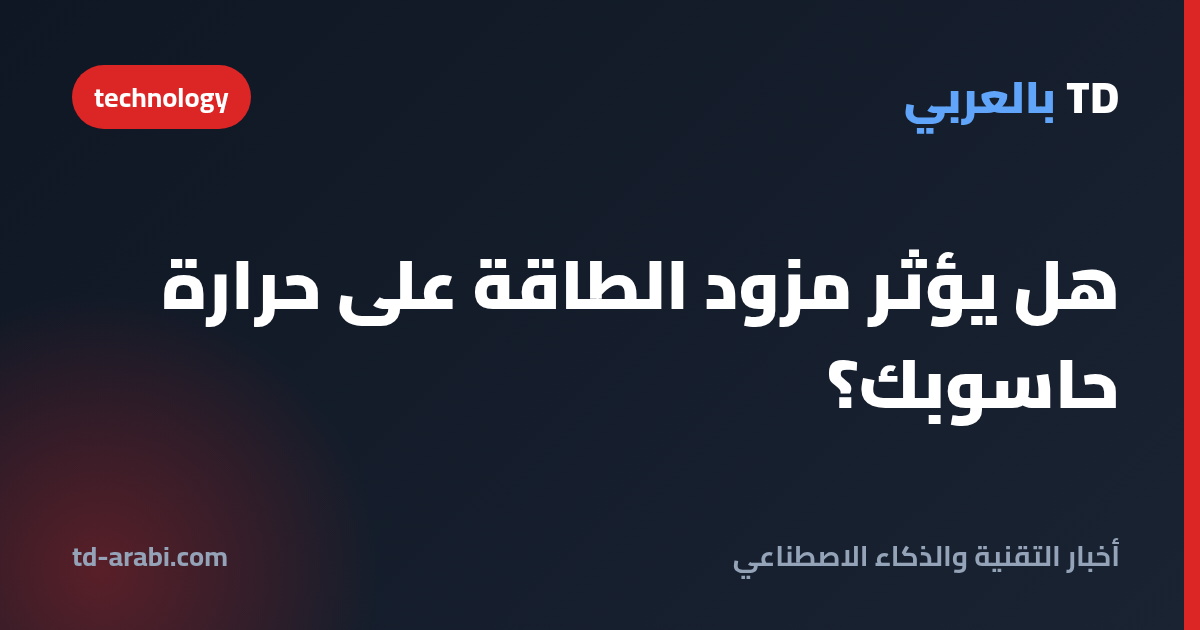 TD بالعربي
technology
هل يؤثر مزود الطاقة على حرارة
حاسوبك؟
أخبار التقنية والذكاء الاصطناعي
td-arabi.com